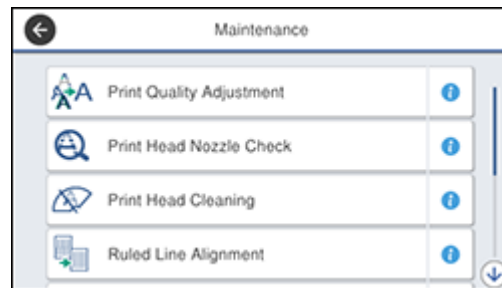 Maintenance
Print Quality Adjustment
Print Head Nozzle Check
Print Head Cleaning
Ruled Line Alignment